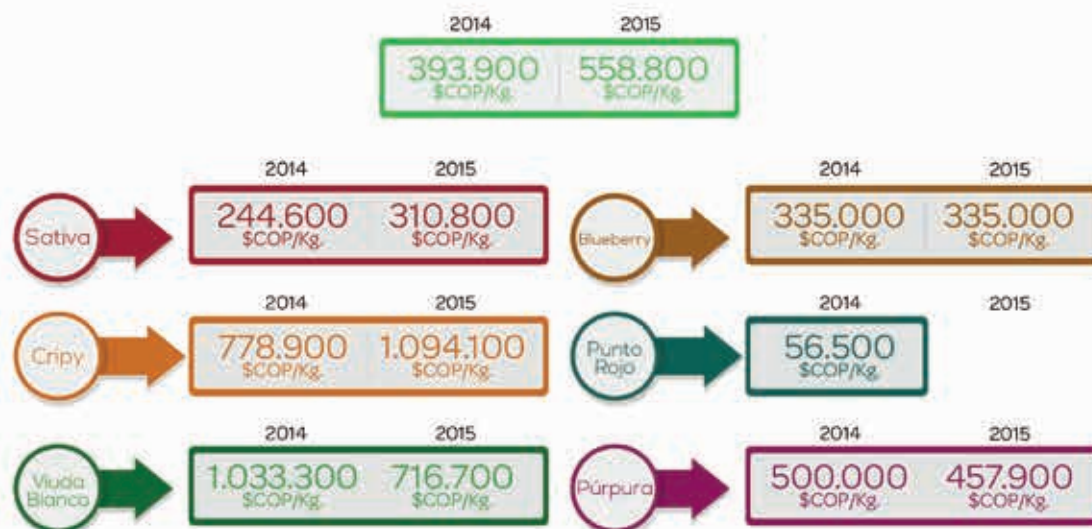 2014 2015
393.900 558.800
$COP/Kg. $COP/Kg.
2014 2015
Sativa
244.600 310.800
$COP/Kg. $COP/Kg.
2014 2015
Blueberry
335.000 335.000
$COP/Kg. $COP/Kg.
2014 2015
Cripy
778.900 1.094.100
$COP/Kg. $COP/Kg.
2014 2015
Punto
Rojo
56.500
$COP/Kg.
2014 2015
Viuda
Blanca
1.033.300 716.700
$COP/Kg. $COP/Kg.
2014 2015
Púrpura
500.000 457.900
$COP/Kg. $COP/Kg.